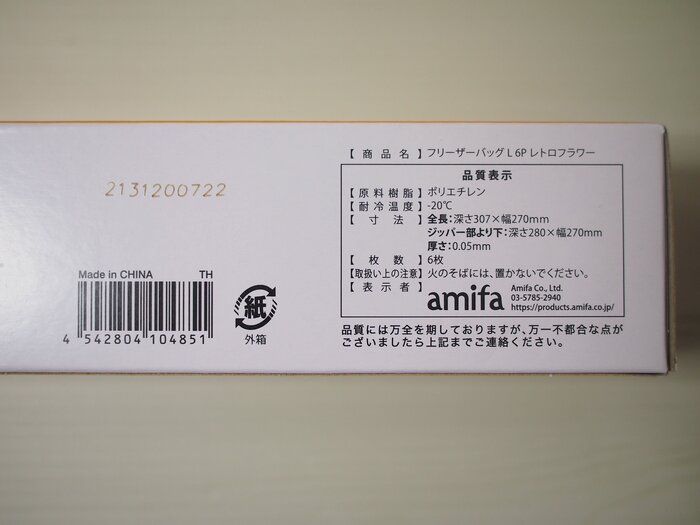 2131200722
Made in CHINA TH
4 542804 104851
紙
外箱
【商品名】フリーザーバッグ L 6P レトロフラワー
品質表示
【原料樹脂】ポリエチレン
【耐冷温度】-20℃
【寸法】全長:深さ307×幅270mm
ジッパー部より下:深さ280×幅270mm
厚さ:0.05mm
【枚数】6枚
【取扱い上の注意】火のそばには、置かないでください。
【表示者】amifa Amifa Co., Ltd.
03-5785-2940
https://products.amifa.co.jp/
品質には万全を期しておりますが、万一不都合な点が
ございましたら上記までご連絡ください。